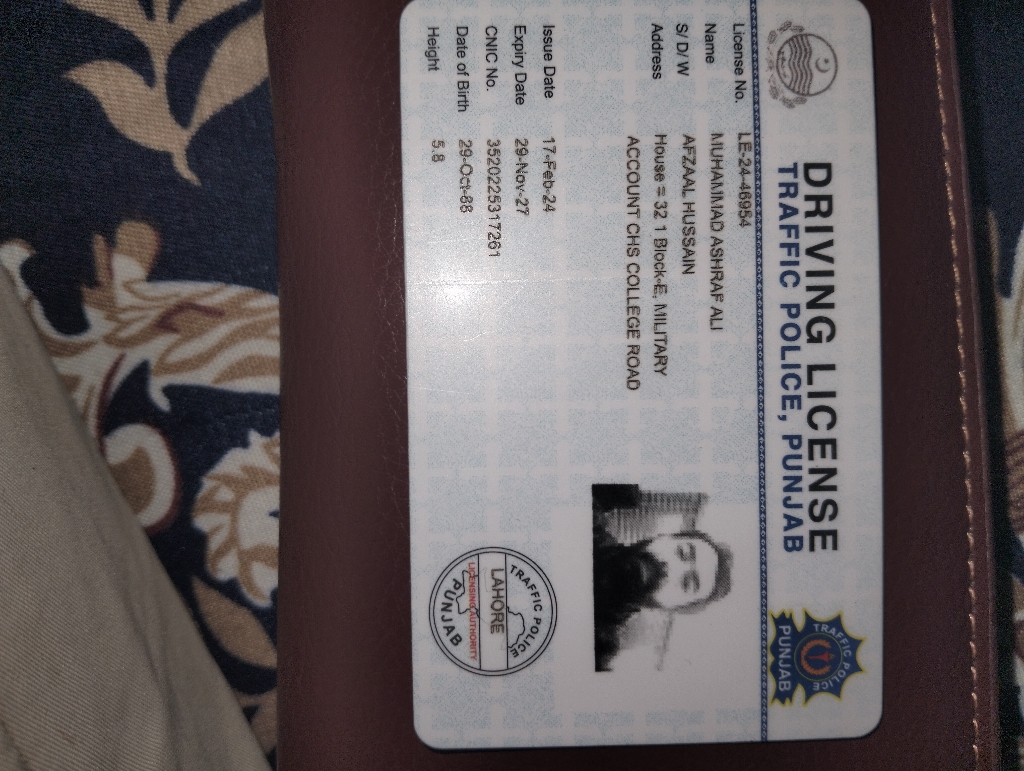 DRIVING LICENSE
TRAFFIC POLICE, PUNJAB
TRAFFIC POLICE
PUNJAB
License No. LE-24-46954
Name MUHAMMAD ASHRAF ALI
S/ D/ W AFZAAL HUSSAIN
Address House = 32 1 Block-E, MILITARY
ACCOUNT CHS COLLEGE ROAD
Issue Date 17-Feb-24
Expiry Date 29-Nov-27
CNIC No. 3520225317261
Date of Birth 29-Oct-88
Height 5.8
TRAFFIC POLICE
LAHORE
LICENSING AUTHORITY
PUNJAB